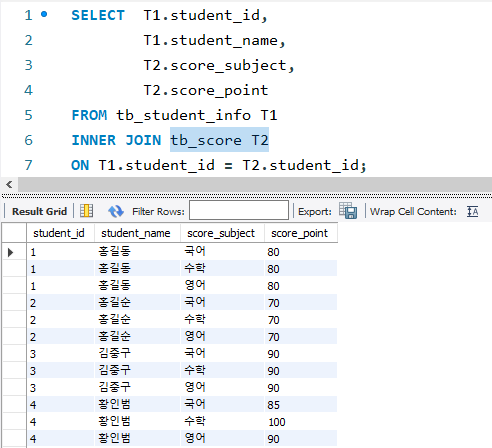 1 SELECT T1.student_id,
2 T1.student_name,
3 T2.score_subject,
4 T2.score_point
5 FROM tb_student_info T1
6 INNER JOIN tb_score T2
7 ON T1.student_id = T2.student_id;
Result Grid Filter Rows: Export: Wrap Cell Content:
student_id student_name score_subject score_point
1 홍길동 국어 80
1 홍길동 수학 80
1 홍길동 영어 80
2 홍길순 국어 70
2 홍길순 수학 70
2 홍길순 영어 70
3 김중구 국어 90
3 김중구 수학 90
3 김중구 영어 90
4 황인범 국어 85
4 황인범 수학 100
4 황인범 영어 90